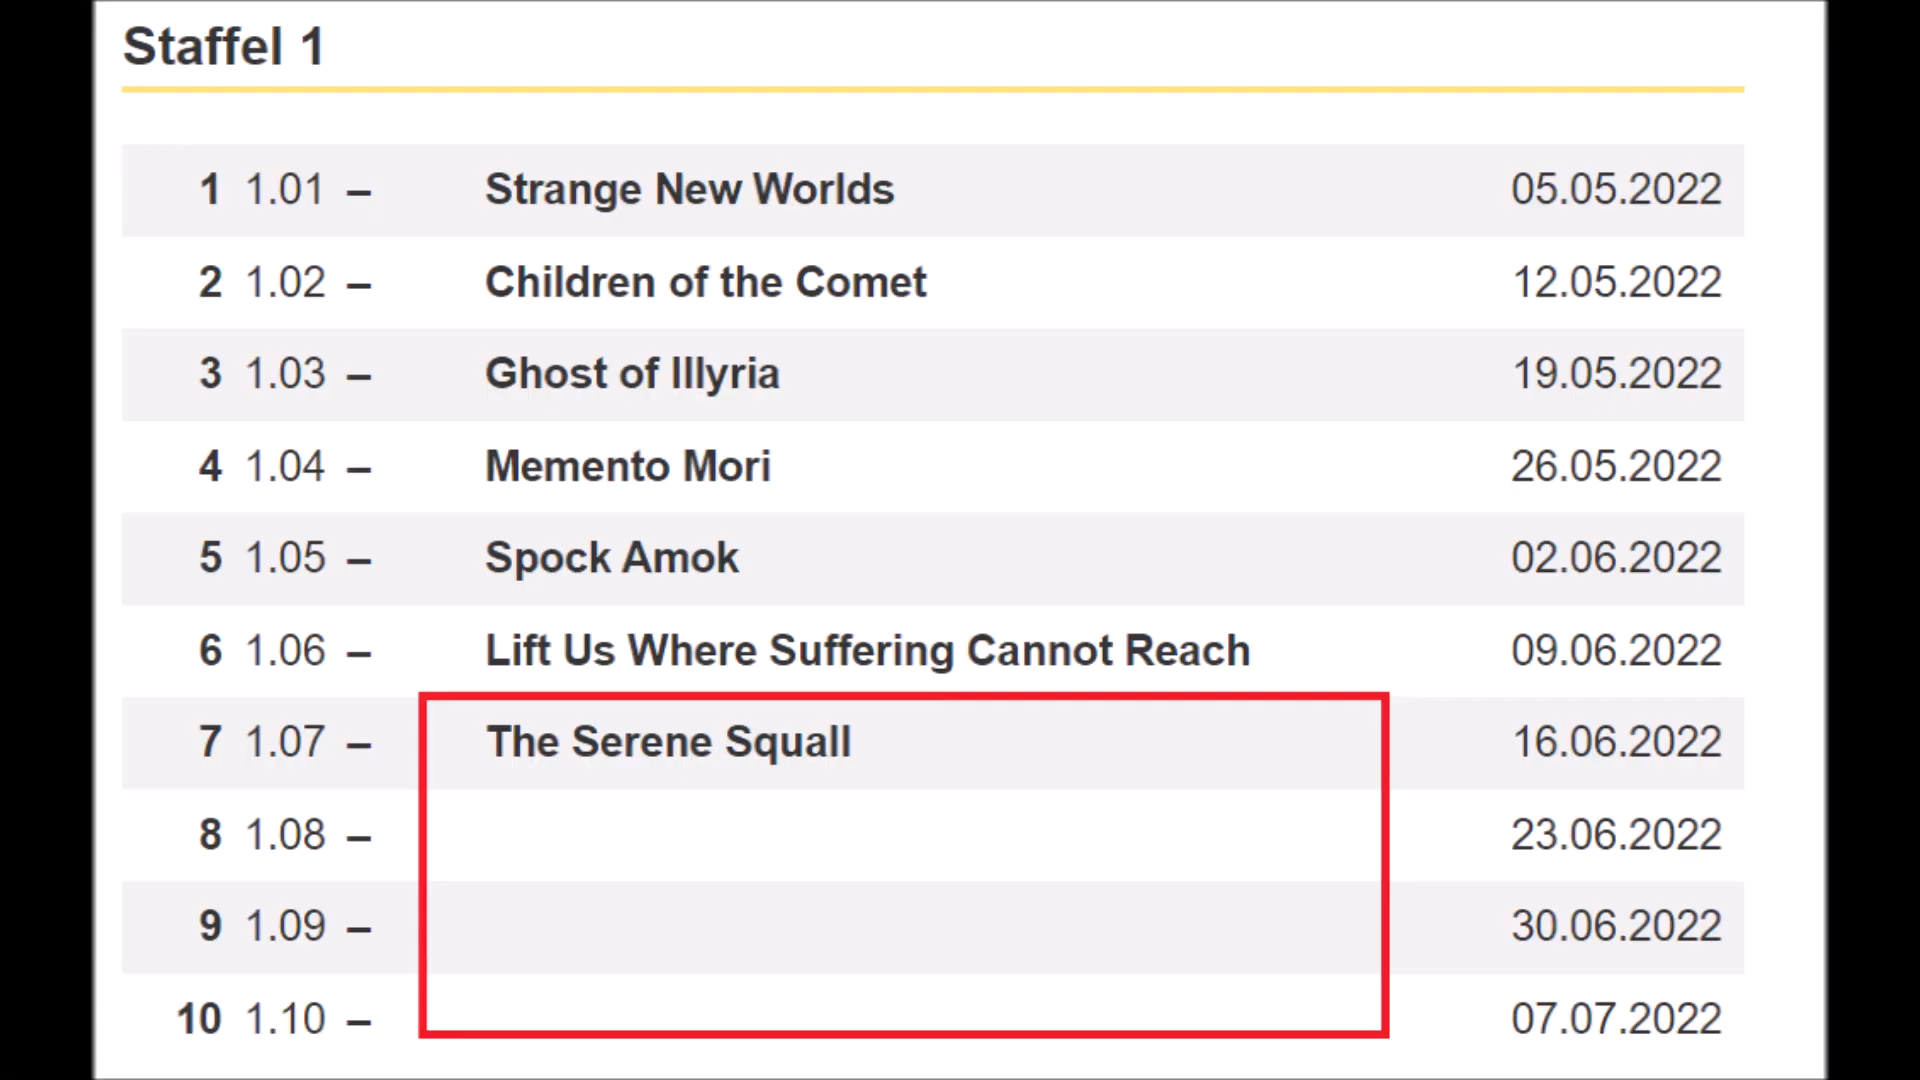 Staffel 1
1 1.01 – Strange New Worlds 05.05.2022
2 1.02 – Children of the Comet 12.05.2022
3 1.03 – Ghost of Illyria 19.05.2022
4 1.04 – Memento Mori 26.05.2022
5 1.05 – Spock Amok 02.06.2022
6 1.06 – Lift Us Where Suffering Cannot Reach 09.06.2022
7 1.07 – The Serene Squall 16.06.2022
8 1.08 – 23.06.2022
9 1.09 – 30.06.2022
10 1.10 – 07.07.2022